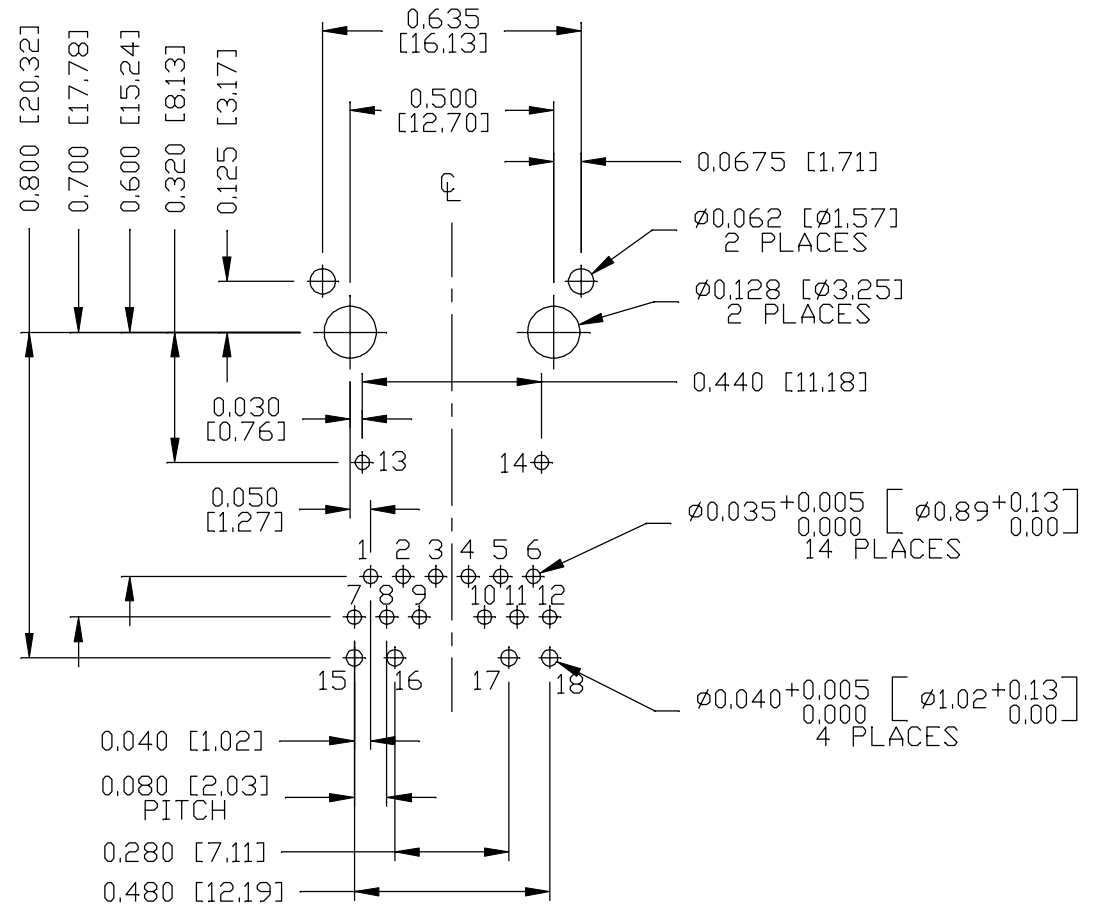 0,635
[16,13]
0,500
[12,70]
0,800 [20,32]
0,700 [17,78]
0,600 [15,24]
0,320 [8,13]
0,125 [3,17]
0,0675 [1,71]
℄
Ø0,062 [Ø1,57]
2 PLACES
Ø0,128 [Ø3,25]
2 PLACES
0,440 [11,18]
0,030
[0,76]
13
14
0,050
[1,27]
Ø0,035+0,005 [Ø0,89+0,13]
0,000 0,00
14 PLACES
1 2 3 4 5 6
7 8 9 10 11 12
15 16 17 18
Ø0,040+0,005 [Ø1,02+0,13]
0,000 0,00
4 PLACES
0,040 [1,02]
0,080 [2,03]
PITCH
0,280 [7,11]
0,480 [12,19]